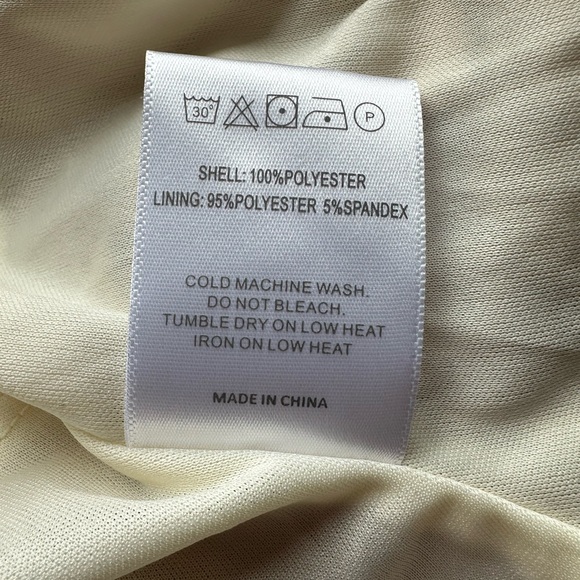 30°
P
SHELL: 100%POLYESTER
LINING: 95%POLYESTER 5%SPANDEX
COLD MACHINE WASH.
DO NOT BLEACH.
TUMBLE DRY ON LOW HEAT
IRON ON LOW HEAT
MADE IN CHINA